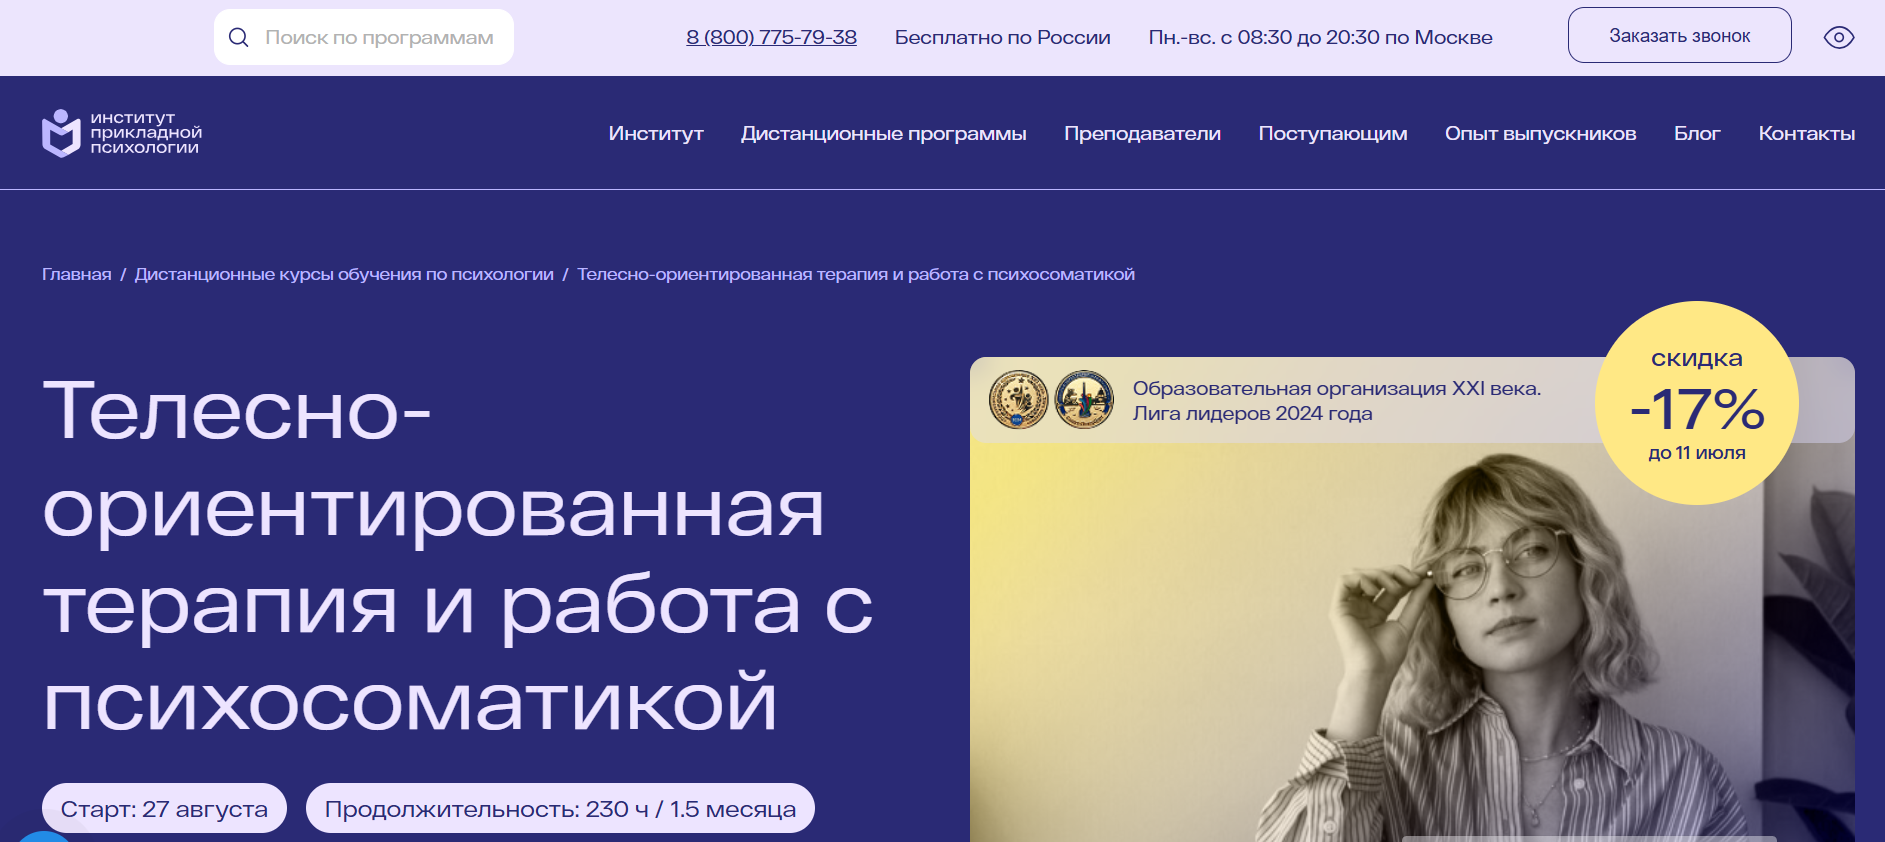 Поиск по программам
8 (800) 775-79-38
Бесплатно по России
Пн.-вс. с 08:30 до 20:30 по Москве
Заказать звонок
институт
прикладной
психологии
Институт
Дистанционные программы
Преподаватели
Поступающим
Опыт выпускников
Блог
Контакты
Главная / Дистанционные курсы обучения по психологии / Телесно-ориентированная терапия и работа с психосоматикой
Телесно-
ориентированная
терапия и работа с
психосоматикой
Старт: 27 августа
Продолжительность: 230 ч / 1.5 месяца
Образовательная организация XXI века.
Лига лидеров 2024 года
скидка
-17%
до 11 июля